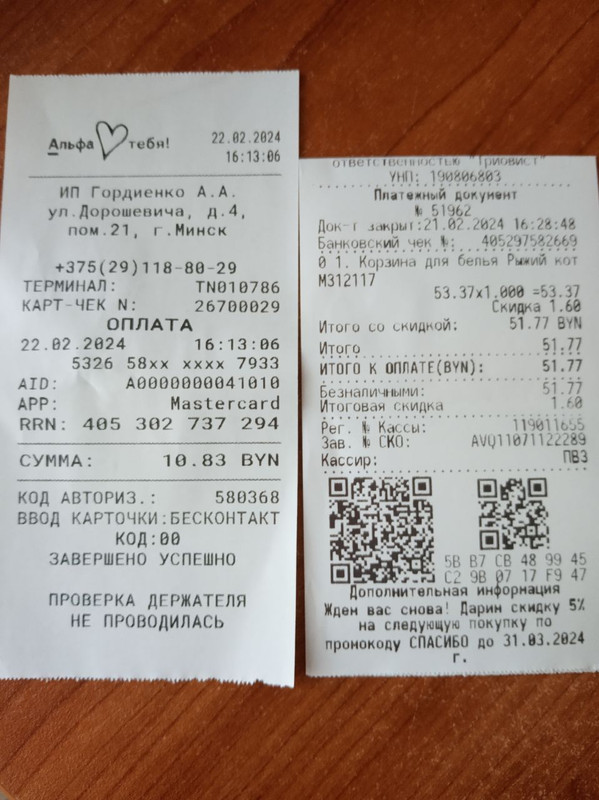 Альфа тебя!
22.02.2024
16:13:06
ИП Гордиенко А.А.
ул.Дорошевича, д.4,
пом.21, г.Минск
+375(29)118-80-29
ТЕРМИНАЛ: TN010786
КАРТ-ЧЕК N: 26700029
ОПЛАТА
22.02.2024 16:13:06
5326 58xx xxxx 7933
AID: A0000000041010
APP: Mastercard
RRN: 405 302 737 294
СУММА: 10.83 BYN
КОД АВТОРИЗ.: 580368
ВВОД КАРТОЧКИ:БЕСКОНТАКТ
КОД:00
ЗАВЕРШЕНО УСПЕШНО
ПРОВЕРКА ДЕРЖАТЕЛЯ
НЕ ПРОВОДИЛАСЬ
ответственностью "Триовист"
УНП: 190806803
Платежный документ
№ 51962
Док-т закрыт:21.02.2024 16:28:48
Банковский чек №: 405297582669
0 1. Корзина для белья Рыжий кот
М312117
53.37x1.000 =53.37
Скидка 1.60
Итого со скидкой: 51.77 BYN
Итого 51.77
ИТОГО К ОПЛАТЕ(BYN): 51.77
Безналичными: 51.77
Итоговая скидка 1.60
Рег. № Кассы: 119011655
Зав. № СКО: AVQ11071122289
Кассир: ПВЗ
5B B7 CB 48 99 45
C2 9B 07 17 F9 47
Дополнительная информация
Ждем вас снова! Дарим скидку 5%
на следующую покупку по
промокоду СПАСИБО до 31.03.2024
г.